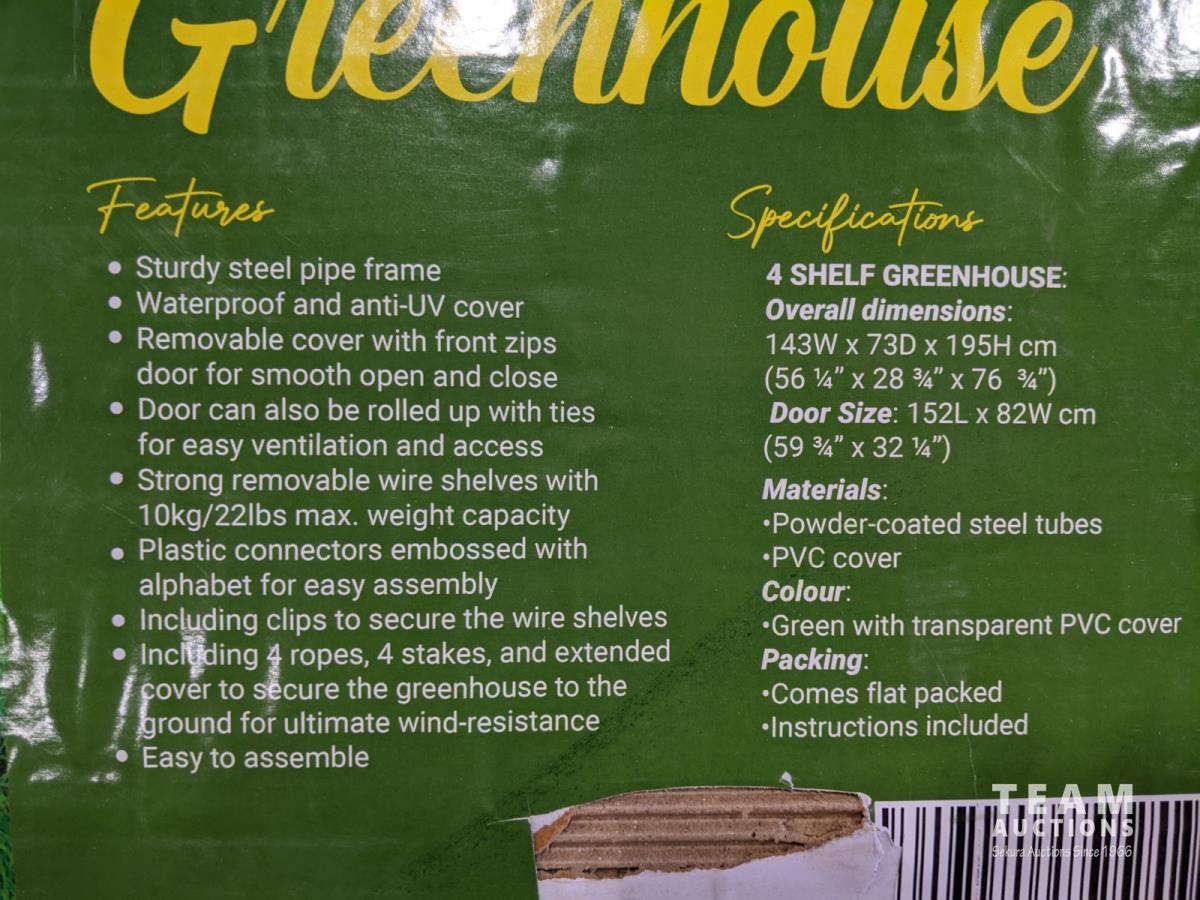 Greenhouse
Features
• Sturdy steel pipe frame
• Waterproof and anti-UV cover
• Removable cover with front zips
door for smooth open and close
• Door can also be rolled up with ties
for easy ventilation and access
• Strong removable wire shelves with
10kg/22lbs max. weight capacity
• Plastic connectors embossed with
alphabet for easy assembly
• Including clips to secure the wire shelves
• Including 4 ropes, 4 stakes, and extended
cover to secure the greenhouse to the
ground for ultimate wind-resistance
• Easy to assemble
Specifications
4 SHELF GREENHOUSE:
Overall dimensions:
143W x 73D x 195H cm
(56 ¼” x 28 ¾” x 76 ¾”)
Door Size: 152L x 82W cm
(59 ¾” x 32 ¼”)
Materials:
•Powder-coated steel tubes
•PVC cover
Colour:
•Green with transparent PVC cover
Packing:
•Comes flat packed
•Instructions included
TEAM
AUCTIONS
Sekura Auctions Since 1966